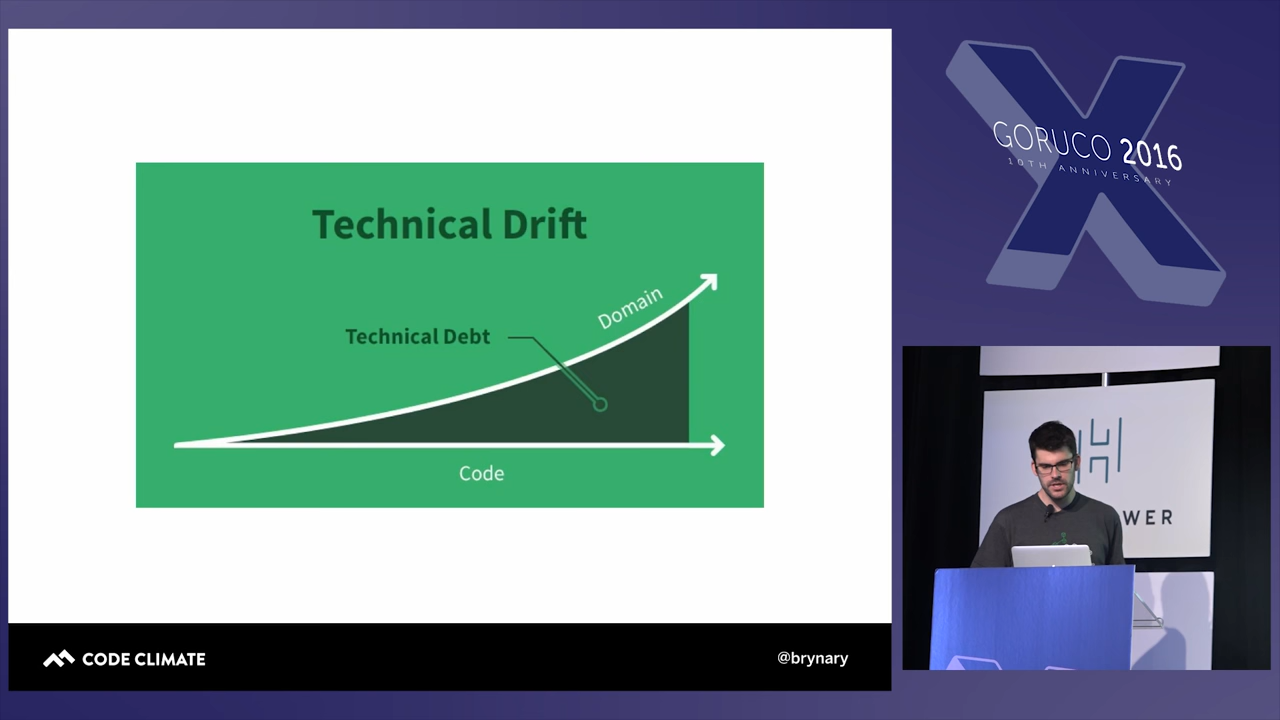 Technical Drift
Domain
Technical Debt
Code
CODE CLIMATE
@brynary
GORUCO 2016
10TH ANNIVERSARY
WER